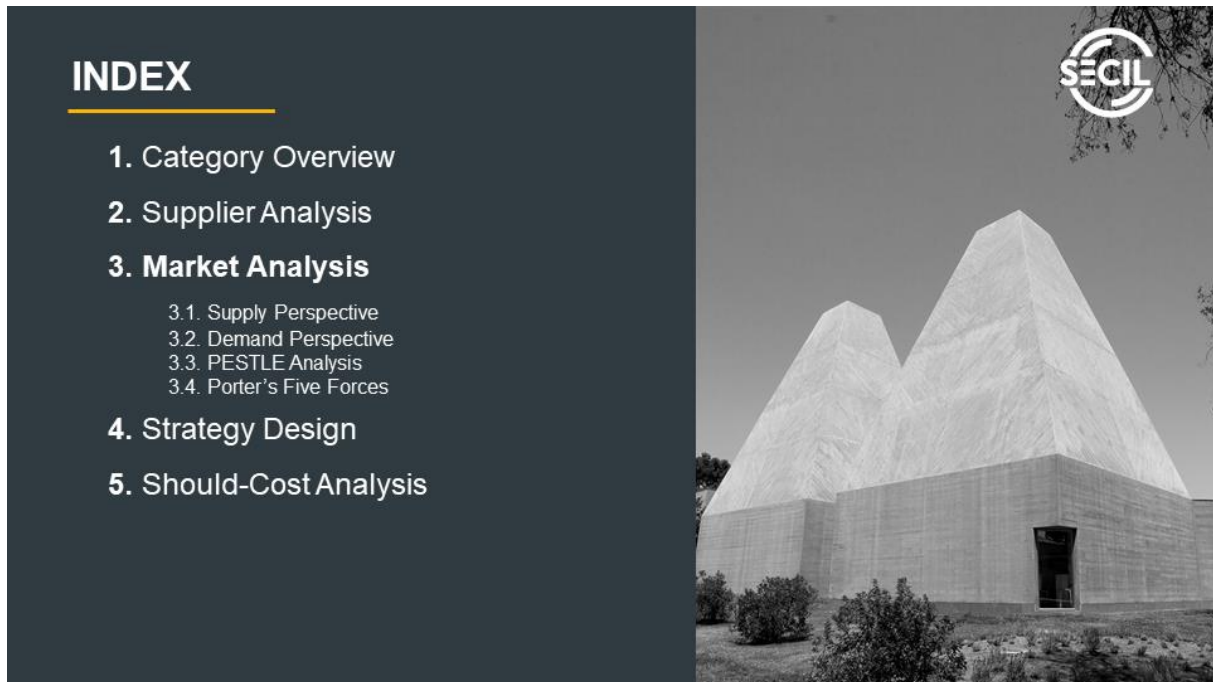 INDEX
1. Category Overview
2. Supplier Analysis
3. Market Analysis
3.1. Supply Perspective
3.2. Demand Perspective
3.3. PESTLE Analysis
3.4. Porter’s Five Forces
4. Strategy Design
5. Should-Cost Analysis
SECIL